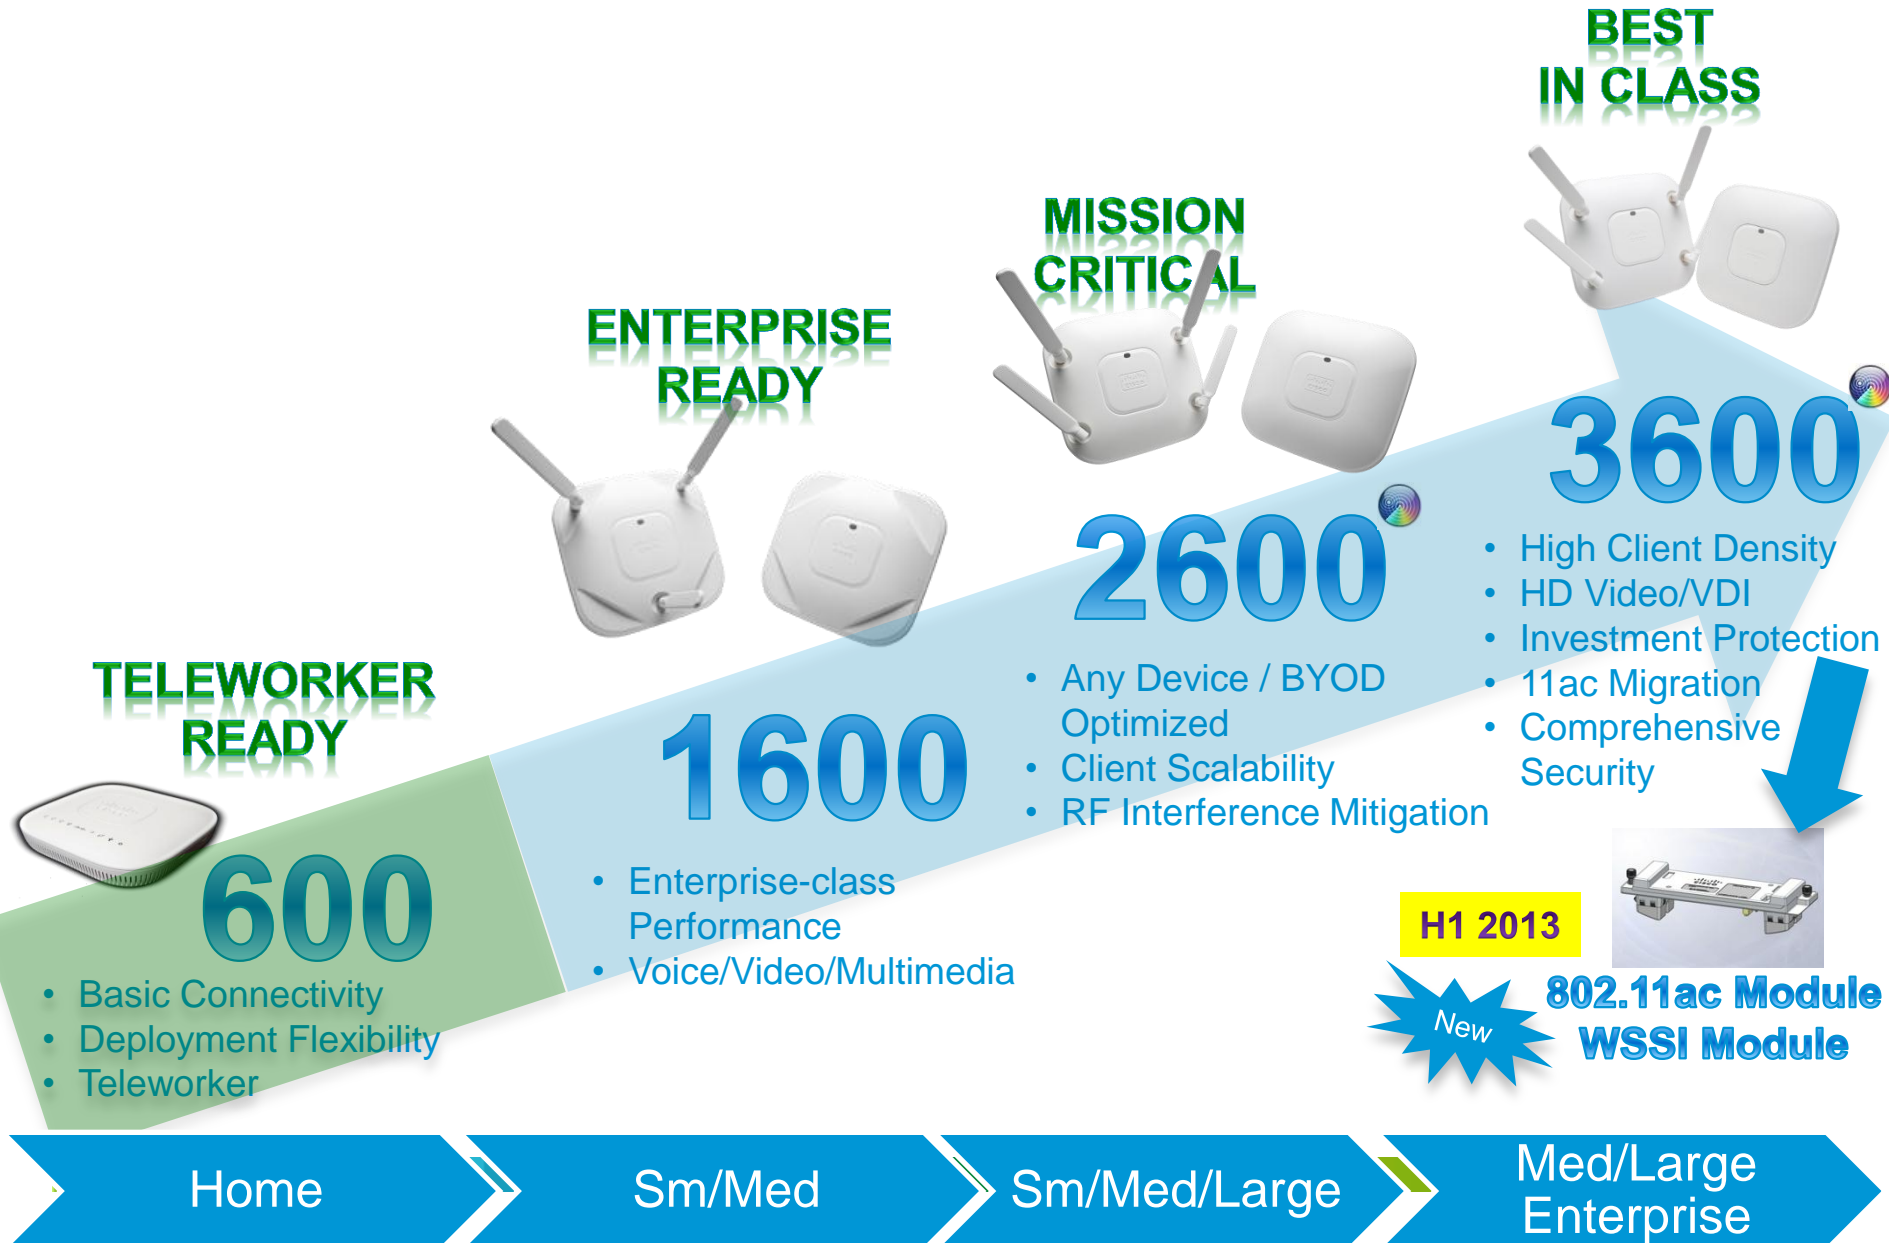 BEST
IN CLASS
MISSION
CRITICAL
ENTERPRISE
READY
TELEWORKER
READY
600
• Basic Connectivity
• Deployment Flexibility
• Teleworker
1600
• Enterprise-class
Performance
• Voice/Video/Multimedia
2600
• Any Device / BYOD
Optimized
• Client Scalability
• RF Interference Mitigation
3600
• High Client Density
• HD Video/VDI
• Investment Protection
• 11ac Migration
• Comprehensive
Security
H1 2013
New
802.11ac Module
WSSI Module
Home
Sm/Med
Sm/Med/Large
Med/Large
Enterprise